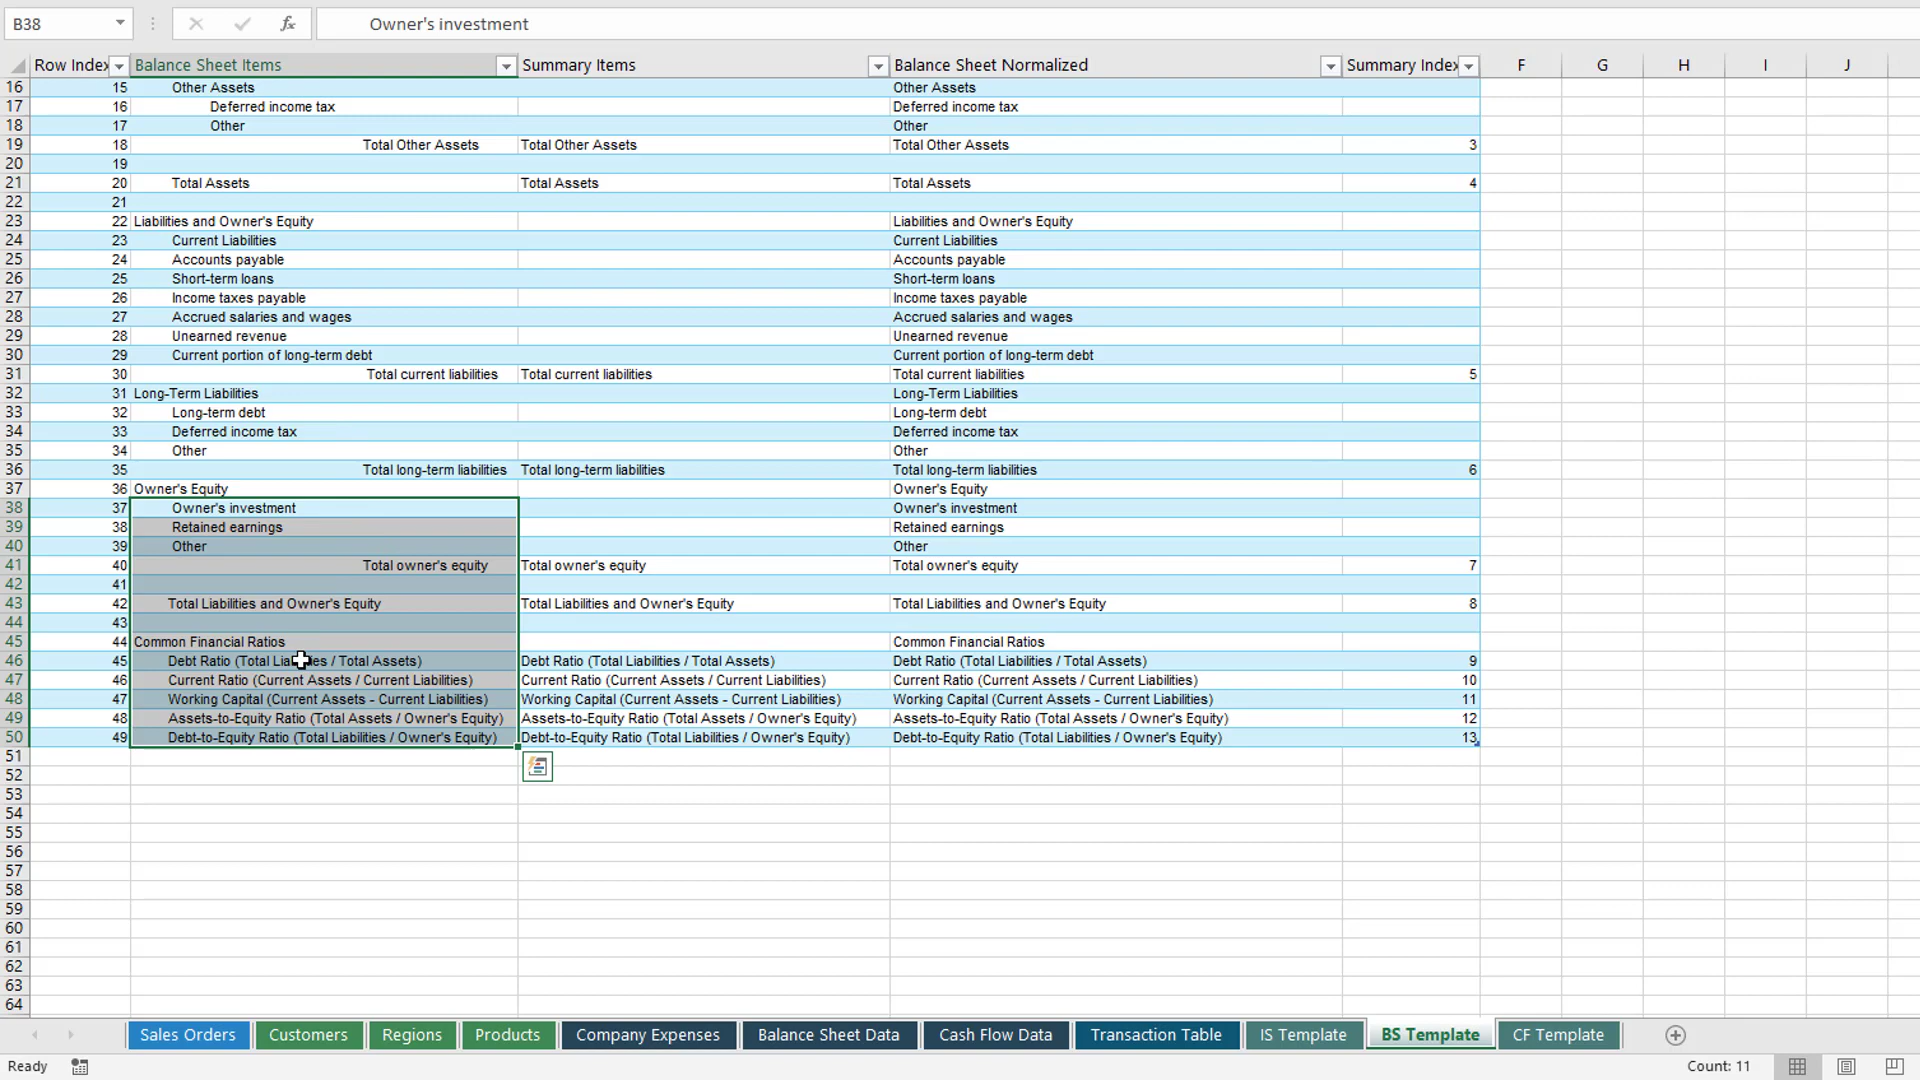 B38 fx Owner's investment
Row Index Balance Sheet Items Summary Items Balance Sheet Normalized Summary Index F G H I J
16 15 Other Assets Other Assets
17 16 Deferred income tax Deferred income tax
18 17 Other Other
19 18 Total Other Assets Total Other Assets Total Other Assets 3
20 19
21 20 Total Assets Total Assets Total Assets 4
22 21
23 22 Liabilities and Owner's Equity Liabilities and Owner's Equity
24 23 Current Liabilities Current Liabilities
25 24 Accounts payable Accounts payable
26 25 Short-term loans Short-term loans
27 26 Income taxes payable Income taxes payable
28 27 Accrued salaries and wages Accrued salaries and wages
29 28 Unearned revenue Unearned revenue
30 29 Current portion of long-term debt Current portion of long-term debt
31 30 Total current liabilities Total current liabilities Total current liabilities 5
32 31 Long-Term Liabilities Long-Term Liabilities
33 32 Long-term debt Long-term debt
34 33 Deferred income tax Deferred income tax
35 34 Other Other
36 35 Total long-term liabilities Total long-term liabilities Total long-term liabilities 6
37 36 Owner's Equity Owner's Equity
38 37 Owner's investment Owner's investment
39 38 Retained earnings Retained earnings
40 39 Other Other
41 40 Total owner's equity Total owner's equity Total owner's equity 7
42 41
43 42 Total Liabilities and Owner's Equity Total Liabilities and Owner's Equity Total Liabilities and Owner's Equity 8
44 43
45 44 Common Financial Ratios Common Financial Ratios
46 45 Debt Ratio (Total Liabilities / Total Assets) Debt Ratio (Total Liabilities / Total Assets) Debt Ratio (Total Liabilities / Total Assets) 9
47 46 Current Ratio (Current Assets / Current Liabilities) Current Ratio (Current Assets / Current Liabilities) Current Ratio (Current Assets / Current Liabilities) 10
48 47 Working Capital (Current Assets - Current Liabilities) Working Capital (Current Assets - Current Liabilities) Working Capital (Current Assets - Current Liabilities) 11
49 48 Assets-to-Equity Ratio (Total Assets / Owner's Equity) Assets-to-Equity Ratio (Total Assets / Owner's Equity) Assets-to-Equity Ratio (Total Assets / Owner's Equity) 12
50 49 Debt-to-Equity Ratio (Total Liabilities / Owner's Equity) Debt-to-Equity Ratio (Total Liabilities / Owner's Equity) Debt-to-Equity Ratio (Total Liabilities / Owner's Equity) 13
51
52
53
54
55
56
57
58
59
60
61
62
63
64
Sales Orders Customers Regions Products Company Expenses Balance Sheet Data Cash Flow Data Transaction Table IS Template BS Template CF Template
Ready Count: 11